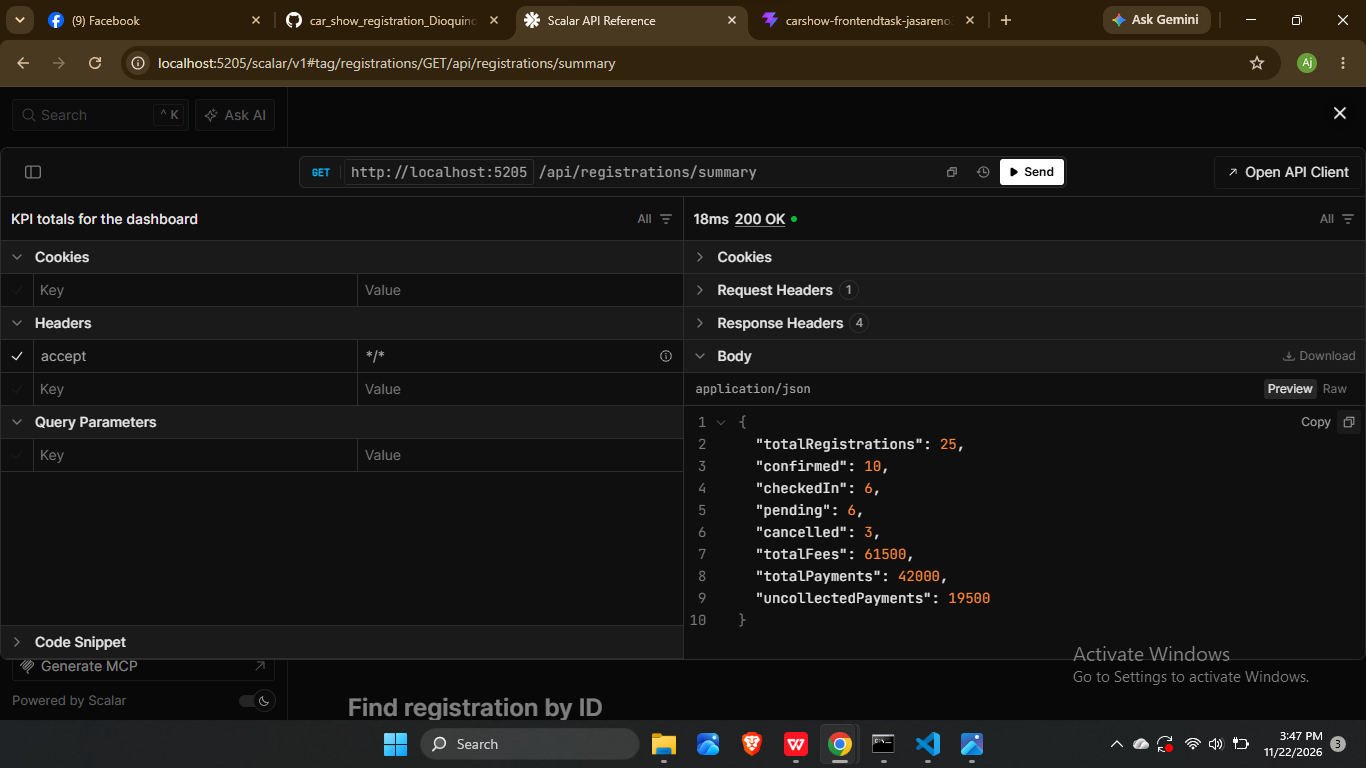 (9) Facebook
car_show_registration_Dioquino
Scalar API Reference
carshow-frontendtask-jasareno
Ask Gemini
localhost:5205/scalar/v1#tag/registrations/GET/api/registrations/summary
Aj
Search
^ K
Ask AI
GET
http://localhost:5205
/api/registrations/summary
Send
Open API Client
KPI totals for the dashboard
All
18ms 200 OK
All
Cookies
Key
Value
Headers
accept
*/*
Key
Value
Query Parameters
Key
Value
Code Snippet
Cookies
Request Headers 1
Response Headers 4
Body
Download
application/json
Preview
Raw
Copy
1 {
2 "totalRegistrations": 25,
3 "confirmed": 10,
4 "checkedIn": 6,
5 "pending": 6,
6 "cancelled": 3,
7 "totalFees": 61500,
8 "totalPayments": 42000,
9 "uncollectedPayments": 19500
10 }
Activate Windows
Go to Settings to activate Windows.
Generate MCP
Powered by Scalar
Find registration by ID
Search
3:47 PM
11/22/2026
3